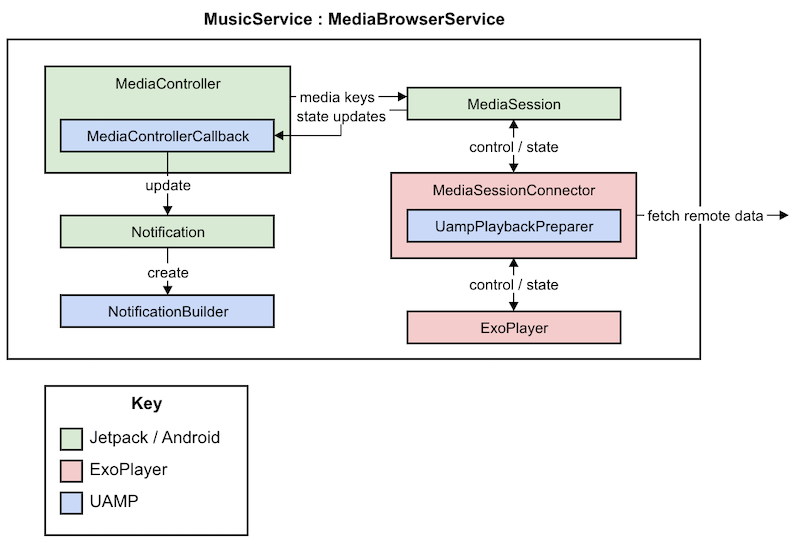 MusicService : MediaBrowserService
MediaController
media keys
MediaSession
state updates
MediaControllerCallback
control / state
update
MediaSessionConnector
fetch remote data
UampPlaybackPreparer
Notification
create
control / state
NotificationBuilder
ExoPlayer
Key
Jetpack / Android
ExoPlayer
UAMP